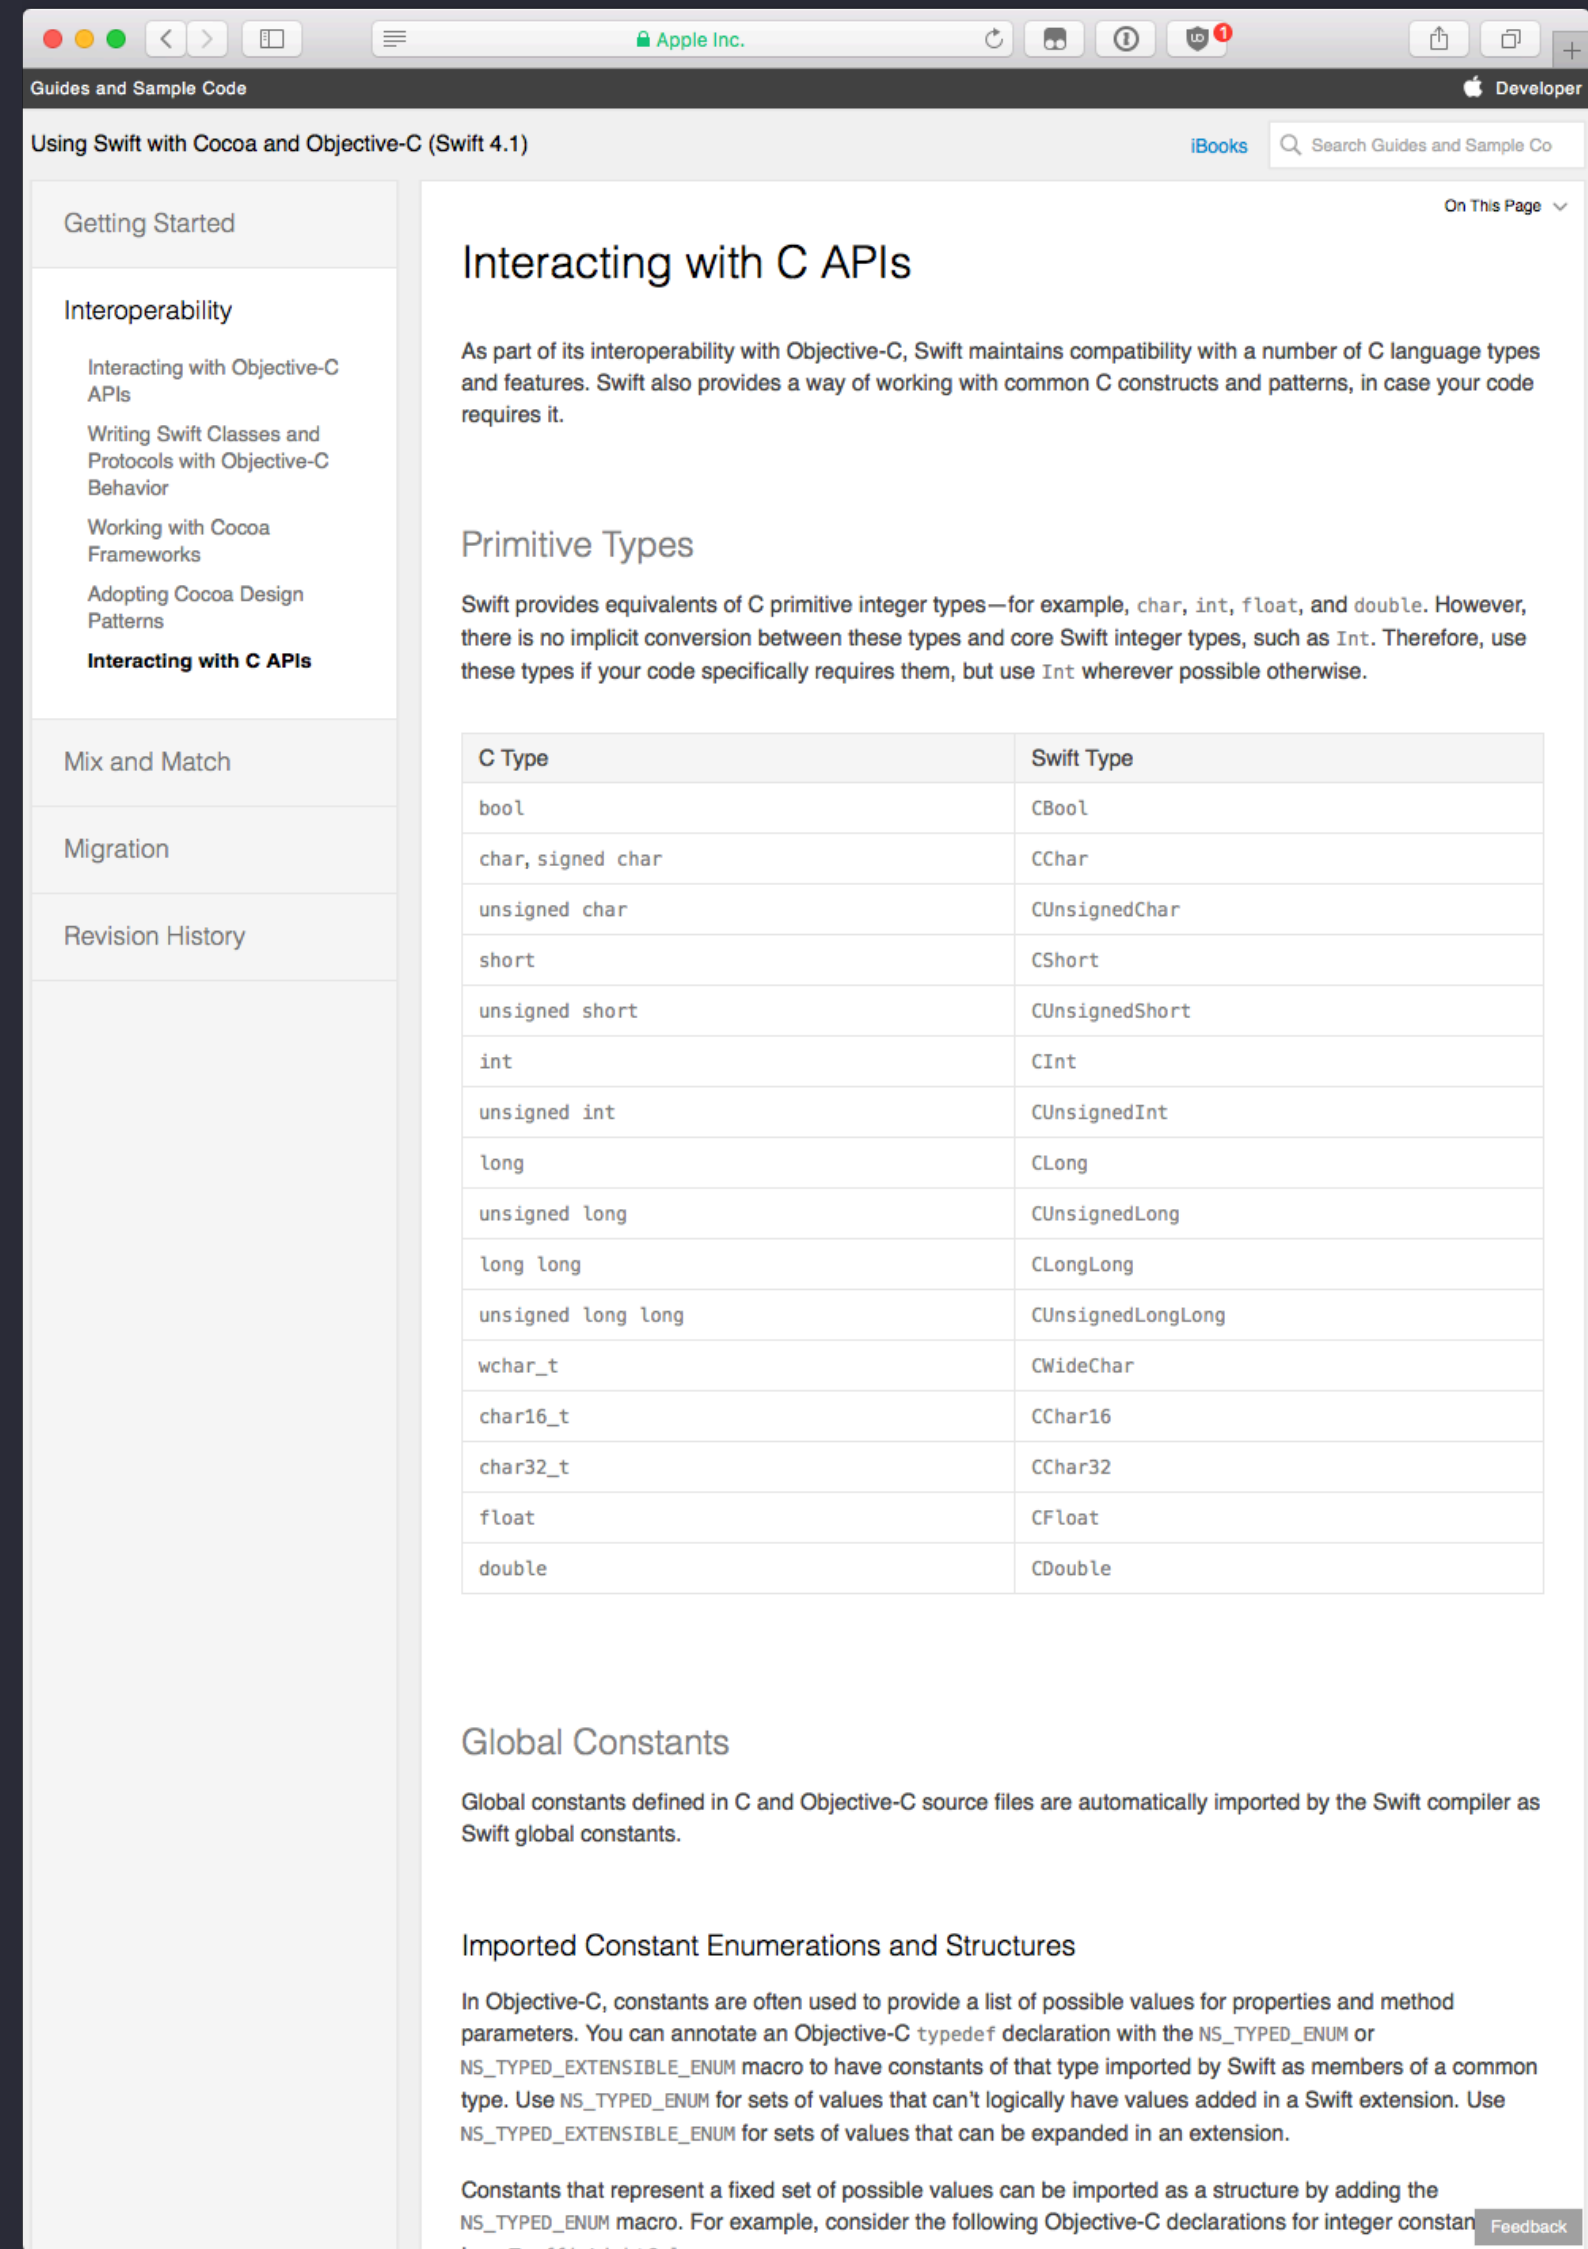 Apple Inc.
1
Guides and Sample Code
Developer
Using Swift with Cocoa and Objective-C (Swift 4.1)
iBooks
Search Guides and Sample Co
Getting Started
Interoperability
Interacting with Objective-C
APIs
Writing Swift Classes and
Protocols with Objective-C
Behavior
Working with Cocoa
Frameworks
Adopting Cocoa Design
Patterns
Interacting with C APIs
Mix and Match
Migration
Revision History
On This Page
Interacting with C APIs
As part of its interoperability with Objective-C, Swift maintains compatibility with a number of C language types
and features. Swift also provides a way of working with common C constructs and patterns, in case your code
requires it.
Primitive Types
Swift provides equivalents of C primitive integer types—for example, char, int, float, and double. However,
there is no implicit conversion between these types and core Swift integer types, such as Int. Therefore, use
these types if your code specifically requires them, but use Int wherever possible otherwise.
C Type Swift Type
bool CBool
char, signed char CChar
unsigned char CUnsignedChar
short CShort
unsigned short CUnsignedShort
int CInt
unsigned int CUnsignedInt
long CLong
unsigned long CUnsignedLong
long long CLongLong
unsigned long long CUnsignedLongLong
wchar_t CWideChar
char16_t CChar16
char32_t CChar32
float CFloat
double CDouble
Global Constants
Global constants defined in C and Objective-C source files are automatically imported by the Swift compiler as
Swift global constants.
Imported Constant Enumerations and Structures
In Objective-C, constants are often used to provide a list of possible values for properties and method
parameters. You can annotate an Objective-C typedef declaration with the NS_TYPED_ENUM or
NS_TYPED_EXTENSIBLE_ENUM macro to have constants of that type imported by Swift as members of a common
type. Use NS_TYPED_ENUM for sets of values that can't logically have values added in a Swift extension. Use
NS_TYPED_EXTENSIBLE_ENUM for sets of values that can be expanded in an extension.
Constants that represent a fixed set of possible values can be imported as a structure by adding the
NS_TYPED_ENUM macro. For example, consider the following Objective-C declarations for integer constan
Feedback